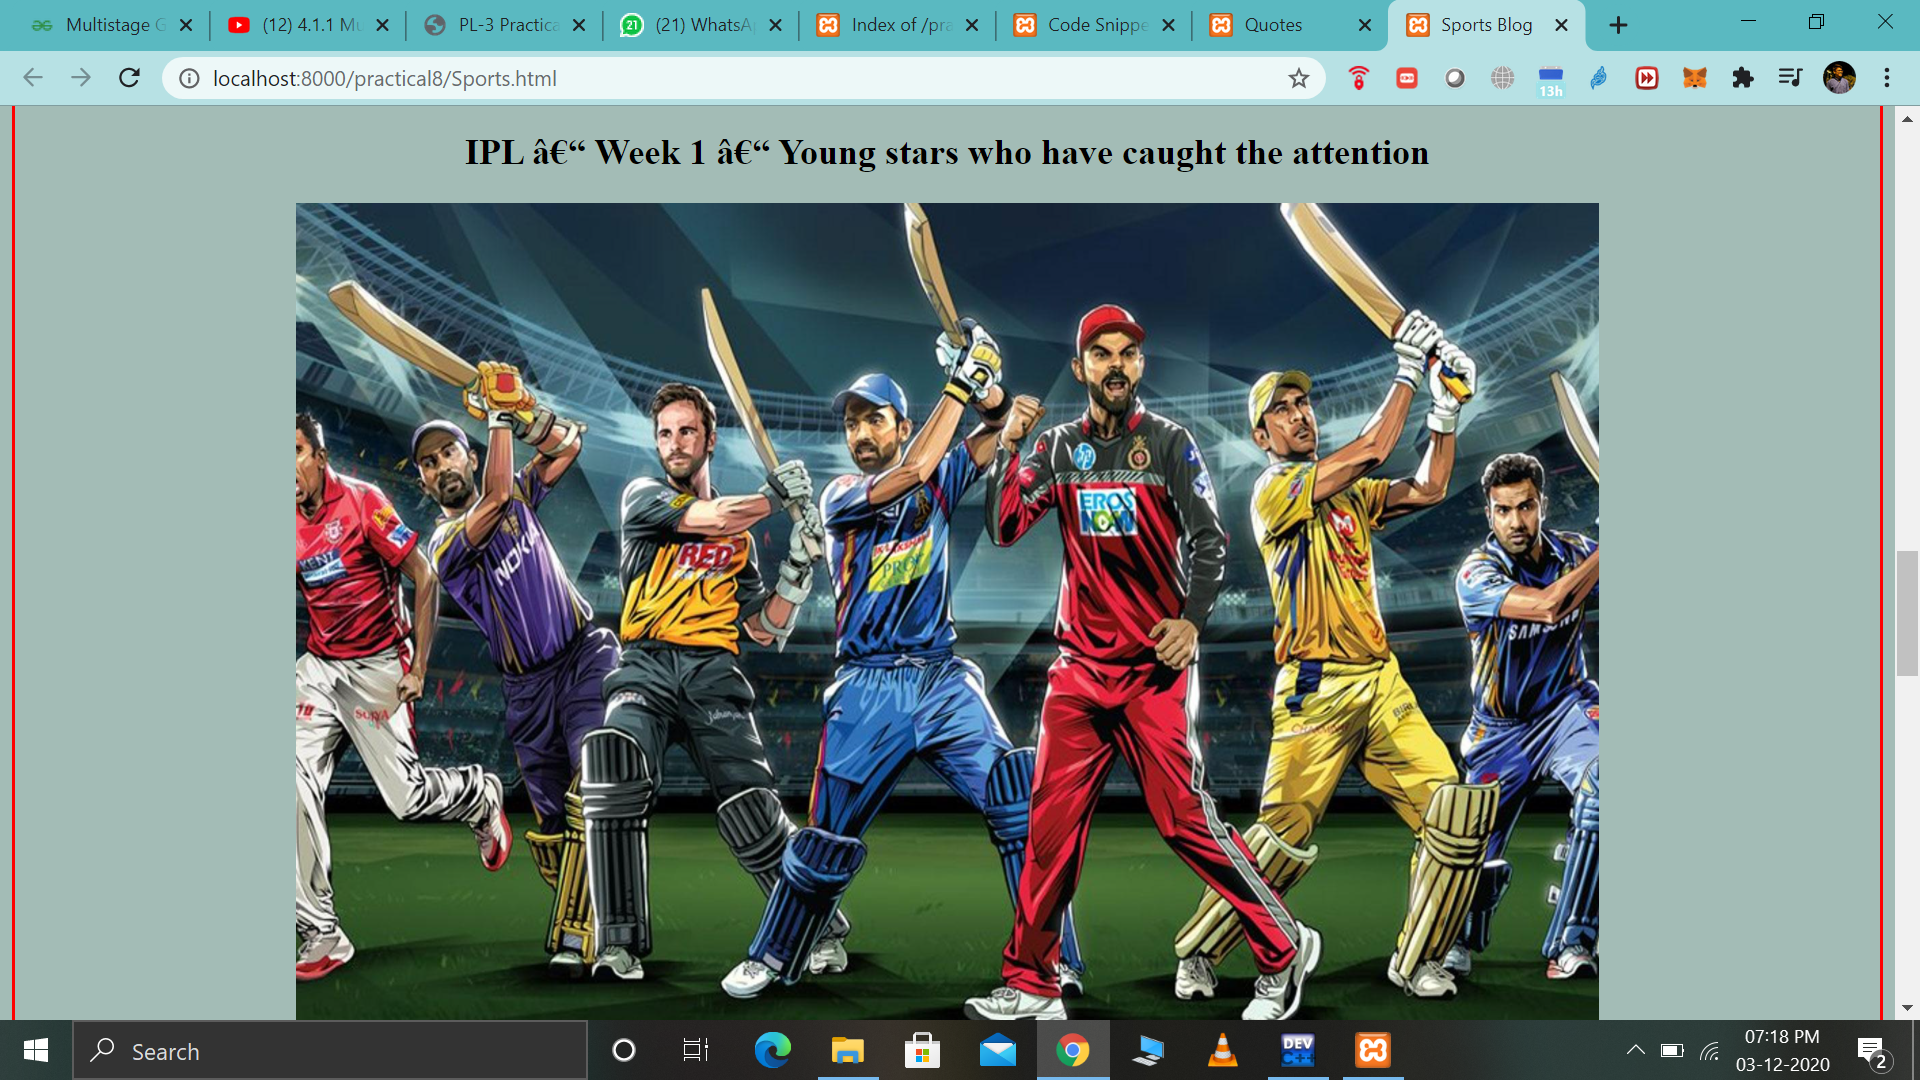 Multistage G
(12) 4.1.1 Mu
PL-3 Practica
(21) WhatsA
Index of /pra
Code Snippe
Quotes
Sports Blog
localhost:8000/practical8/Sports.html
13h
IPL â€“ Week 1 â€“ Young stars who have caught the attention
EROS
NOW
RED
NOKIA
KENT
PRO
SAMSUNG
SURYA
Search
DEV
C++
07:18 PM
03-12-2020
2